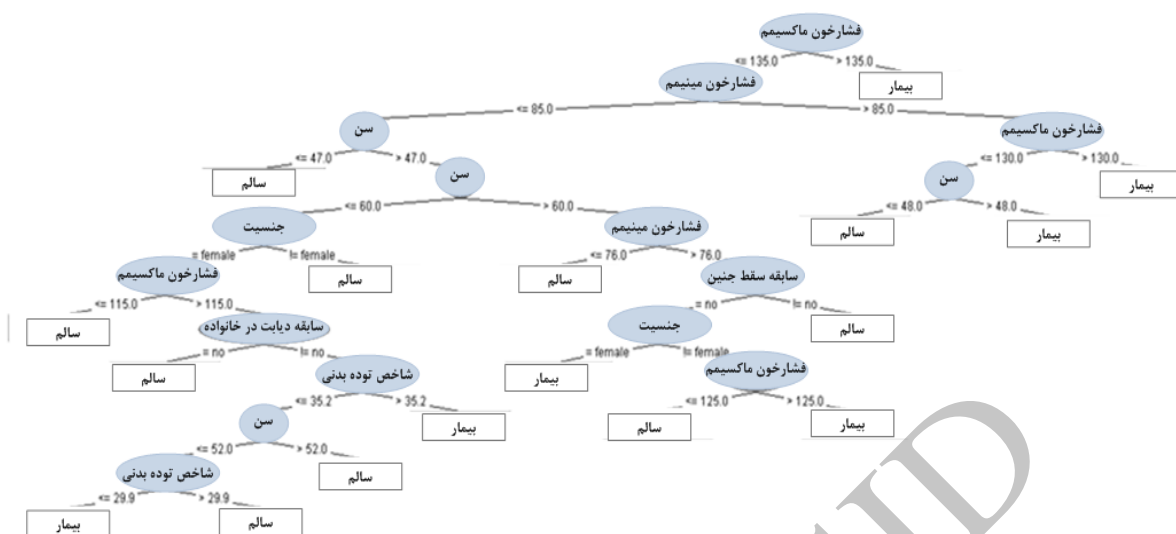 فشارخون ماکسیمم
<= 135.0 > 135.0
فشارخون مینیمم
بیمار
<= 85.0 > 85.0
سن
فشارخون ماکسیمم
<= 47.0 > 47.0
<= 130.0 > 130.0
سالم
سن
سن
بیمار
<= 60.0 > 60.0
<= 48.0 > 48.0
جنسیت
فشارخون مینیمم
سالم
بیمار
= female != female
<= 76.0 > 76.0
فشارخون ماکسیمم
سالم
سالم
سابقه سقط جنین
<= 115.0 > 115.0
= no != no
سالم
سابقه دیابت در خانواده
جنسیت
سالم
= no != no
= female != female
سالم
شاخص توده بدنی
بیمار
فشارخون ماکسیمم
<= 35.2 > 35.2
<= 125.0 > 125.0
سن
بیمار
سالم
بیمار
<= 52.0 > 52.0
شاخص توده بدنی
سالم
<= 29.9 > 29.9
بیمار
سالم